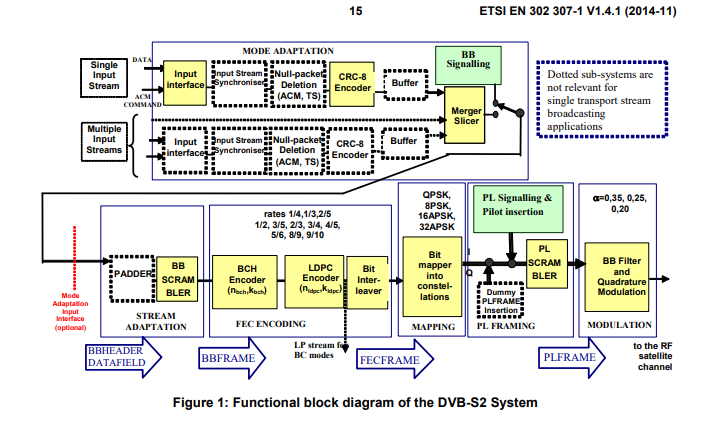 15
ETSI EN 302 307-1 V1.4.1 (2014-11)
MODE ADAPTATION
Single
Input
Stream
DATA
ACM
COMMAND
Input
interface
Input Stream
Synchroniser
Null-packet
Deletion
(ACM, TS)
CRC-8
Encoder
Buffer
BB
Signalling
Merger
Slicer
Dotted sub-systems are
not relevant for
single transport stream
broadcasting
applications
Multiple
Input
Streams
Input
interface
Input Stream
Synchroniser
Null-packet
Deletion
(ACM, TS)
CRC-8
Encoder
Buffer
rates 1/4,1/3,2/5
1/2, 3/5, 2/3, 3/4, 4/5,
5/6, 8/9, 9/10
QPSK,
8PSK,
16APSK,
32APSK,
PL Signalling &
Pilot insertion
α=0,35, 0,25,
0,20
PADDER
BB
SCRAM
BLER
BCH
Encoder
(nbch,kbch)
LDPC
Encoder
(nldpc,kldpc)
Bit
Inter-
leaver
Bit
mapper
into
constel-
lations
I
Q
Dummy
PLFRAME
Insertion
PL
SCRAM
BLER
BB Filter
and
Quadrature
Modulation
Mode
Adaptation
Input
Interface
(optional)
STREAM
ADAPTATION
FEC ENCODING
MAPPING
PL FRAMING
MODULATION
LP stream for
BC modes
to the RF
satellite
channel
BBHEADER
DATAFIELD
BBFRAME
FECFRAME
PLFRAME
Figure 1: Functional block diagram of the DVB-S2 System